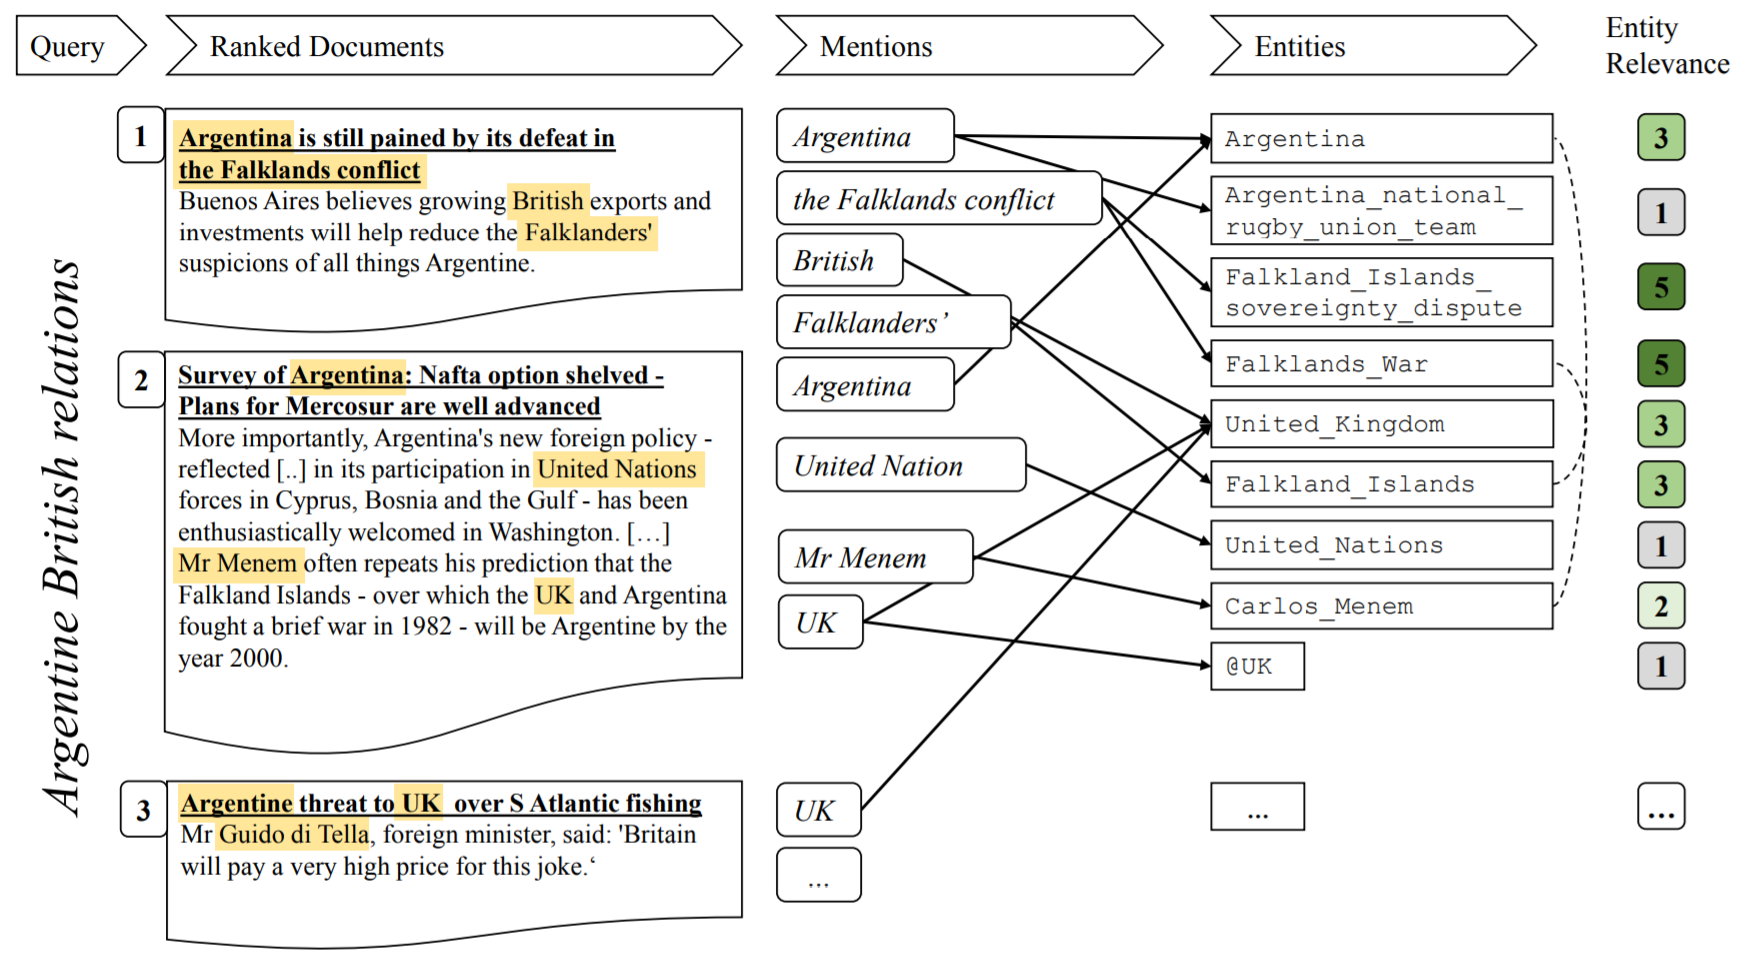 Query
Ranked Documents
Mentions
Entities
Entity
Relevance
Argentine British relations
1
Argentina is still pained by its defeat in
the Falklands conflict
Buenos Aires believes growing British exports and
investments will help reduce the Falklanders'
suspicions of all things Argentine.
2
Survey of Argentina: Nafta option shelved -
Plans for Mercosur are well advanced
More importantly, Argentina's new foreign policy -
reflected [..] in its participation in United Nations
forces in Cyprus, Bosnia and the Gulf - has been
enthusiastically welcomed in Washington. […]
Mr Menem often repeats his prediction that the
Falkland Islands - over which the UK and Argentina
fought a brief war in 1982 - will be Argentine by the
year 2000.
3
Argentine threat to UK over S Atlantic fishing
Mr Guido di Tella, foreign minister, said: 'Britain
will pay a very high price for this joke.‘
Argentina
the Falklands conflict
British
Falklanders’
Argentina
United Nation
Mr Menem
UK
UK
...
Argentina
Argentina_national_
rugby_union_team
Falkland_Islands_
sovereignty_dispute
Falklands_War
United_Kingdom
Falkland_Islands
United_Nations
Carlos_Menem
@UK
...
3
1
5
5
3
3
1
2
1
...